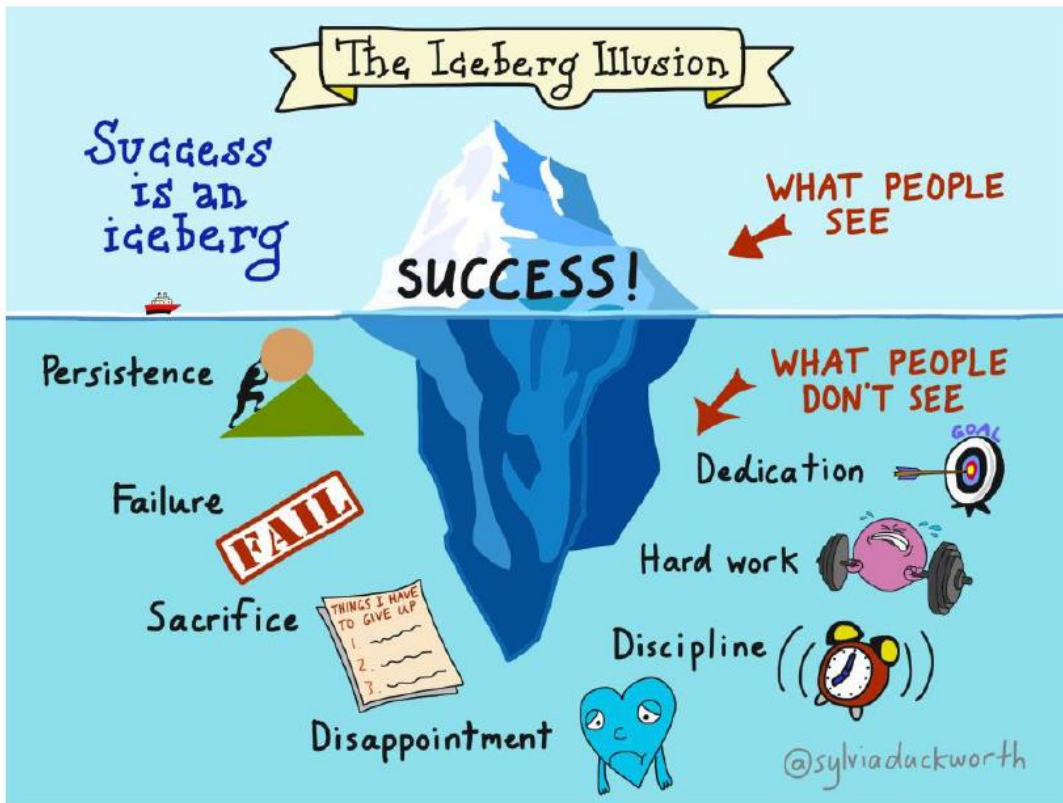 The Iceberg Illusion
Success
is an
iceberg
WHAT PEOPLE
SEE
SUCCESS!
Persistence
WHAT PEOPLE
DON'T SEE
GOAL
Dedication
Failure
FAIL
Hard work
Sacrifice
THINGS I HAVE
TO GIVE UP
1.
2.
3.
Discipline
Disappointment
@sylviaduckworth